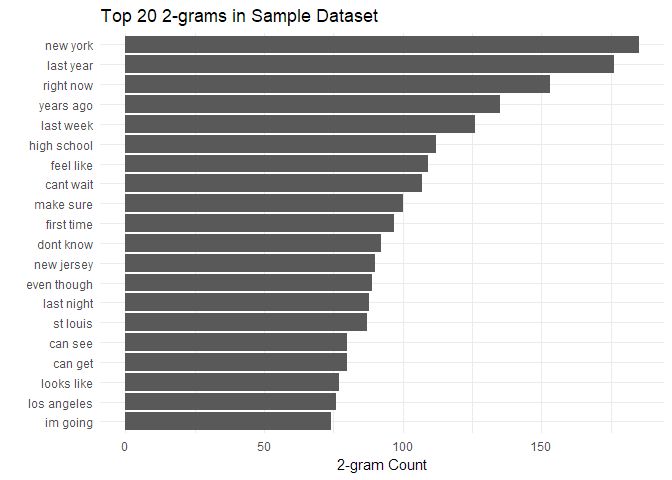 Top 20 2-grams in Sample Dataset
new york
last year
right now
years ago
last week
high school
feel like
cant wait
make sure
first time
dont know
new jersey
even though
last night
st louis
can see
can get
looks like
los angeles
im going
0 50 100 150
2-gram Count